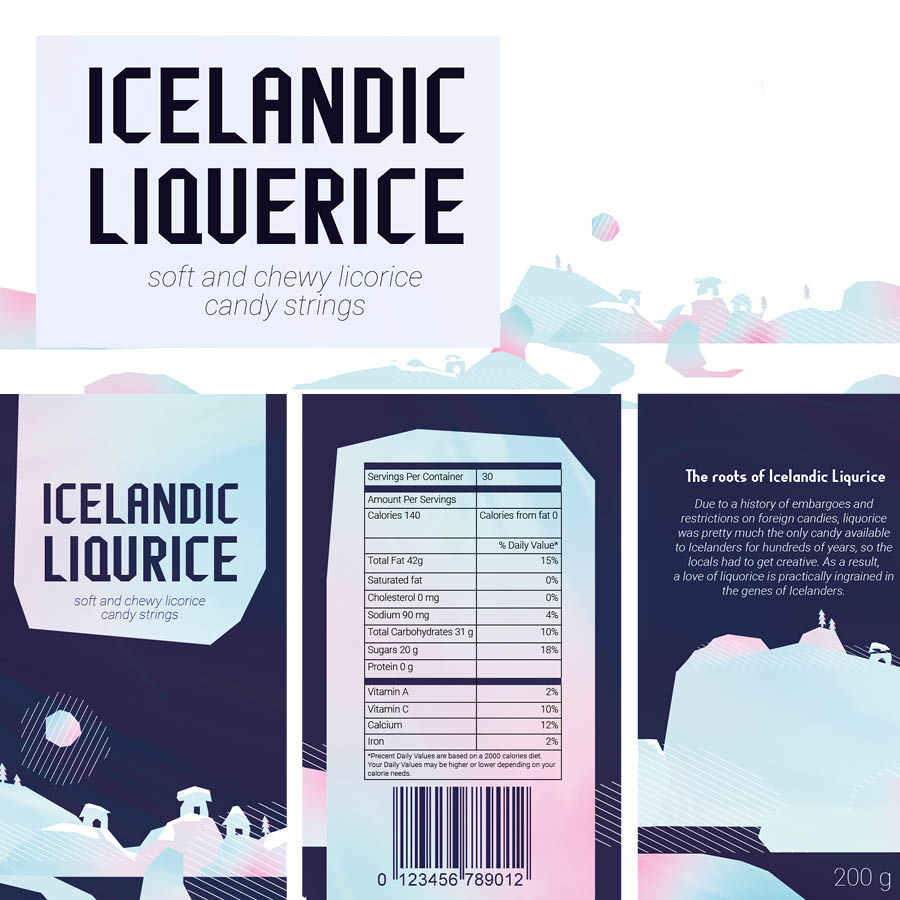 ICELANDIC
LIQUERICE
soft and chewy licorice
candy strings
ICELANDIC
LIQURICE
soft and chewy licorice
candy strings
Servings Per Container 30
Amount Per Servings
Calories 140 Calories from fat 0
% Daily Value*
Total Fat 42g 15%
Saturated fat 0%
Cholesterol 0 mg 0%
Sodium 90 mg 4%
Total Carbohydrates 31 g 10%
Sugars 20 g 18%
Protein 0 g
Vitamin A 2%
Vitamin C 10%
Calcium 12%
Iron 2%
*Precent Daily Values are based on a 2000 calories diet.
Your Daily Values may be higher or lower depending on your
calorie needs.
0 123456 789012
The roots of Icelandic Liqurice
Due to a history of embargoes and
restrictions on foreign candies, liquorice
was pretty much the only candy available
to Icelanders for hundreds of years, so the
locals had to get creative. As a result,
a love of liquorice is practically ingrained in
the genes of Icelanders.
200 g